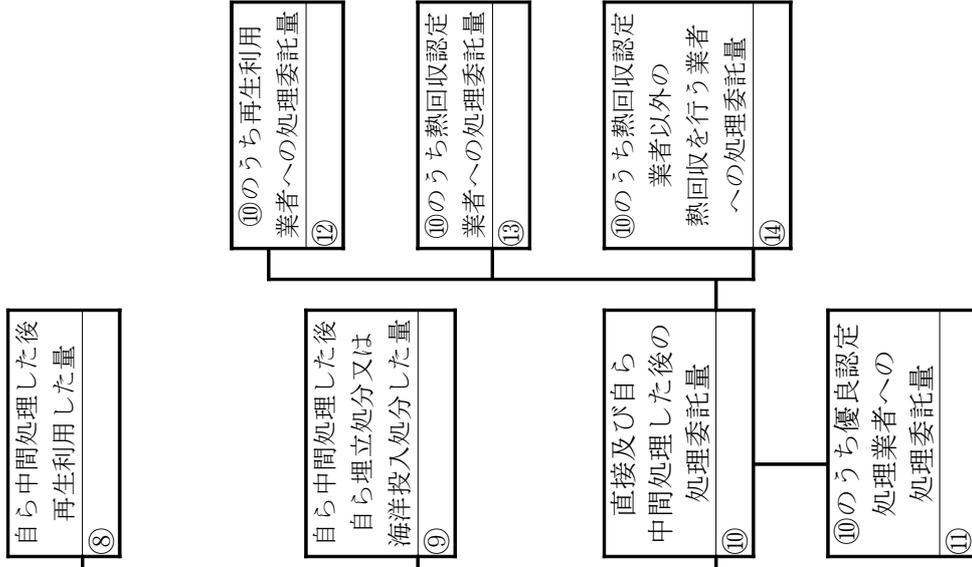 自ら中間処理した後
再生利用した量
⑧
自ら中間処理した後
自ら埋立処分又は
海洋投入処分した量
⑨
直接及び自ら
中間処理した後の
処理委託量
⑩
⑩のうち優良認定
処理業者への
処理委託量
⑪
⑩のうち再生利用
業者への処理委託量
⑫
⑩のうち熱回収認定
業者への処理委託量
⑬
⑩のうち熱回収認定
業者以外の
熱回収を行う業者
への処理委託量
⑭